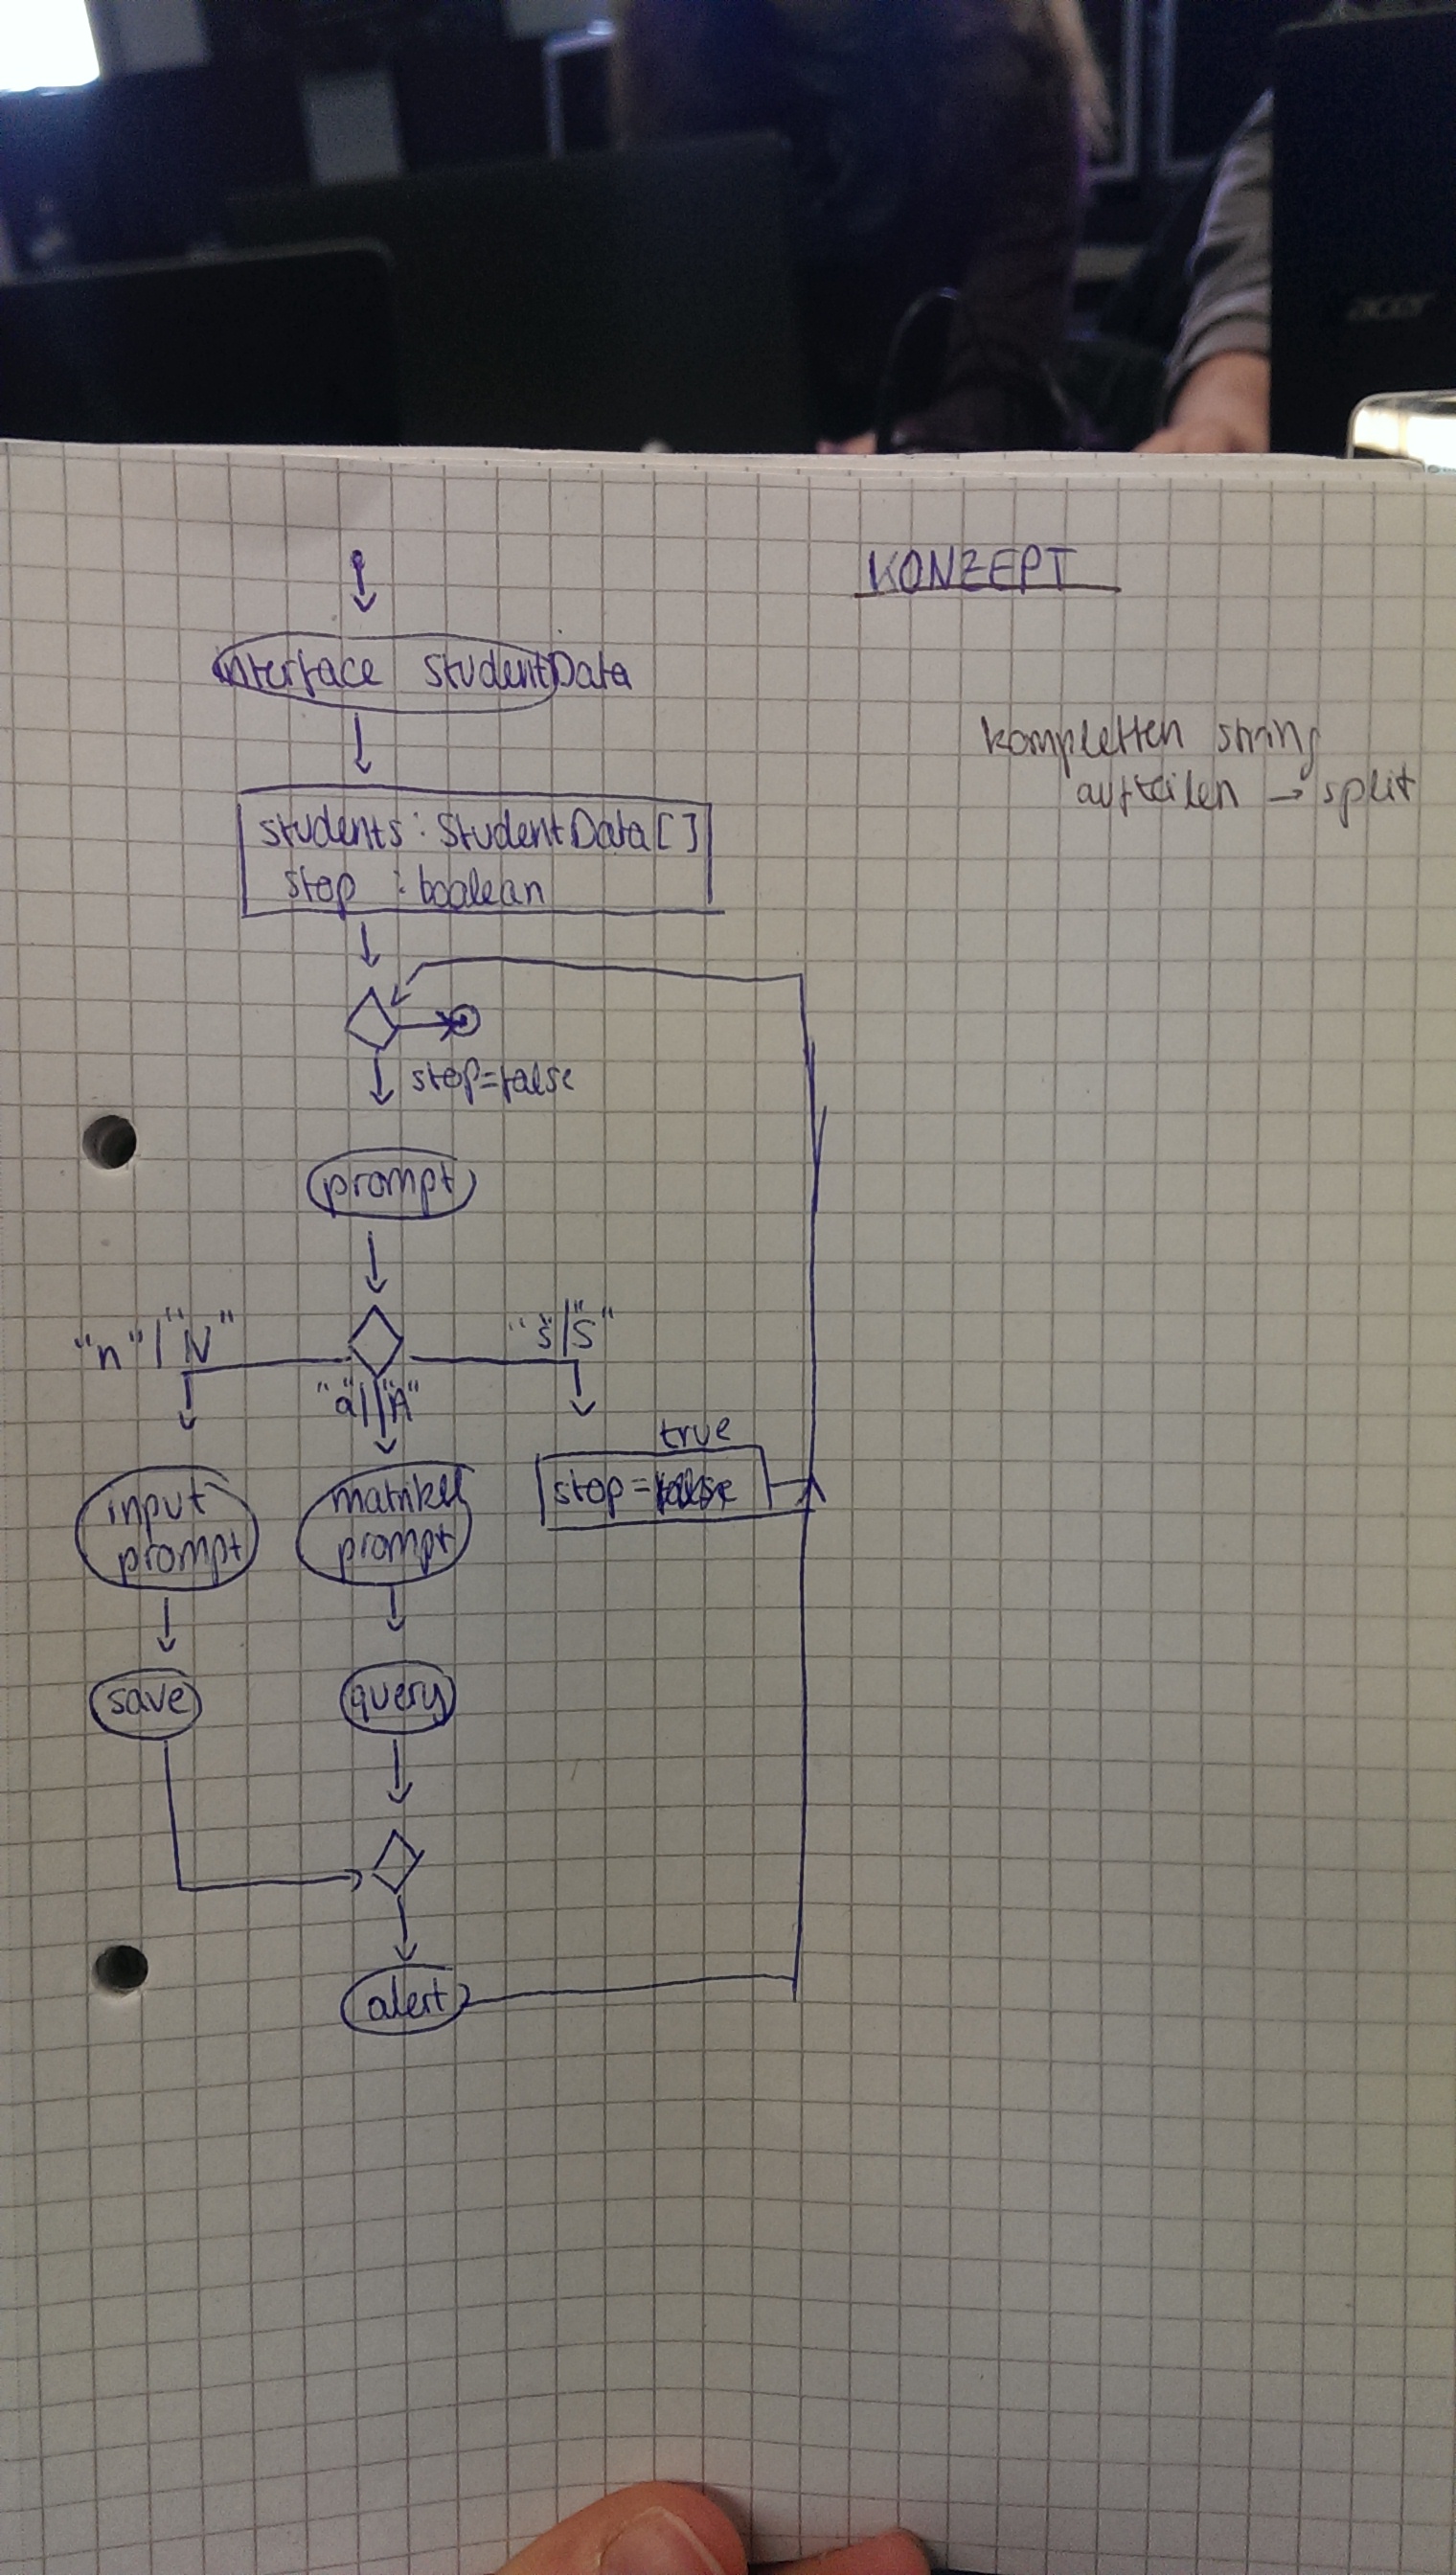 KONZEPT
interface StudentData
kompletten string
aufteilen → split
students : StudentData[]
stop : boolean
stop=false
prompt
"n" / "N"
"s"/"S"
"a"/"A"
true
input
prompt
matrikel
prompt
stop=false
save
query
alert
acer